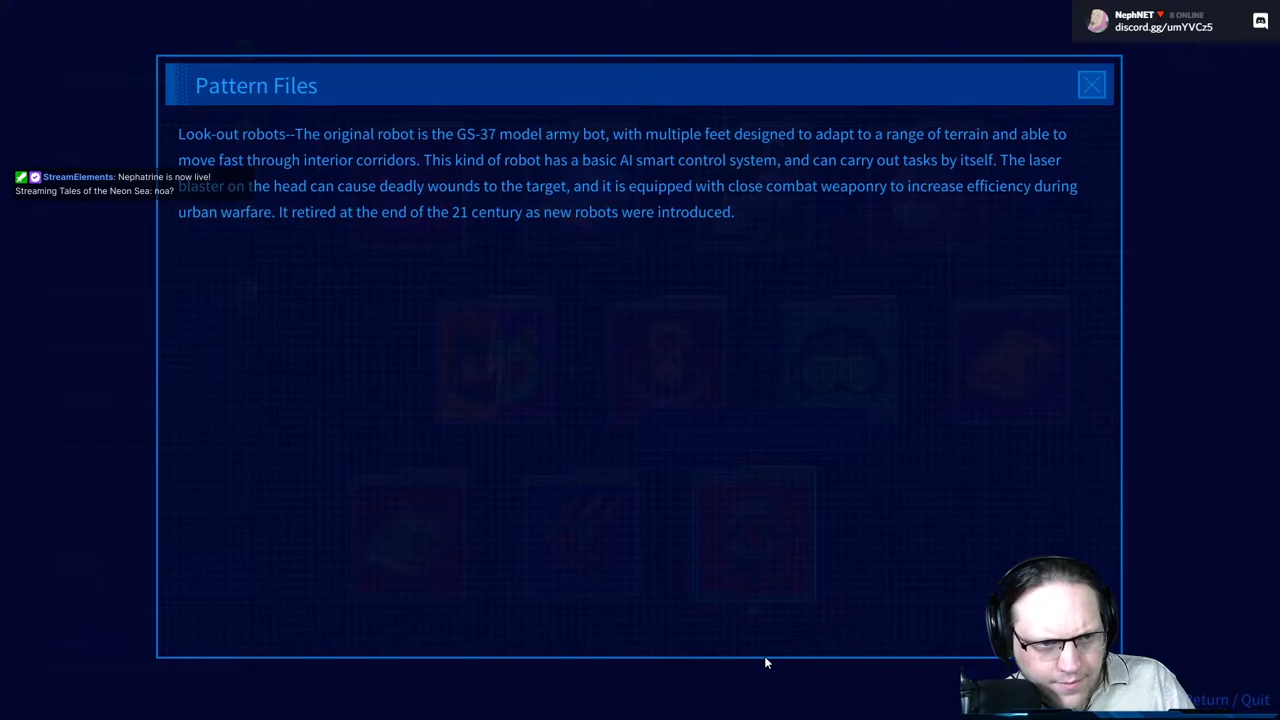 NephNET 8 ONLINE
discord.gg/umYVCz5
Pattern Files
Look-out robots--The original robot is the GS-37 model army bot, with multiple feet designed to adapt to a range of terrain and able to
move fast through interior corridors. This kind of robot has a basic AI smart control system, and can carry out tasks by itself. The laser
blaster on the head can cause deadly wounds to the target, and it is equipped with close combat weaponry to increase efficiency during
urban warfare. It retired at the end of the 21 century as new robots were introduced.
StreamElements: Nephatrine is now live!
Streaming Tales of the Neon Sea: noa?
Return / Quit